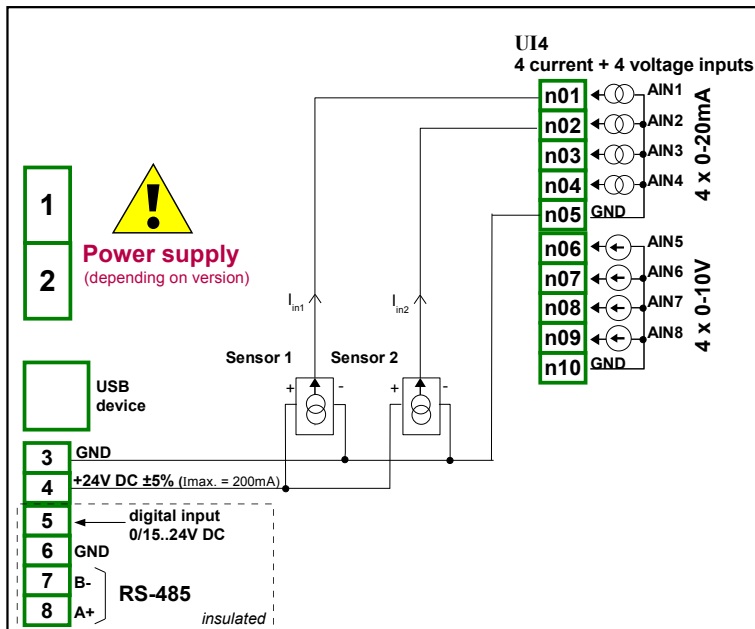 UI4
4 current + 4 voltage inputs
n01 AIN1
n02 AIN2
n03 AIN3
n04 AIN4
n05 GND
4 x 0-20mA
n06 AIN5
n07 AIN6
n08 AIN7
n09 AIN8
n10 GND
4 x 0-10V
1
2
!
Power supply
(depending on version)
Iin1
Iin2
Sensor 1
Sensor 2
+ -
+ -
USB
device
3 GND
4 +24V DC ±5% (Imax. = 200mA)
5 digital input
0/15..24V DC
6 GND
7 B-
8 A+
RS-485
insulated